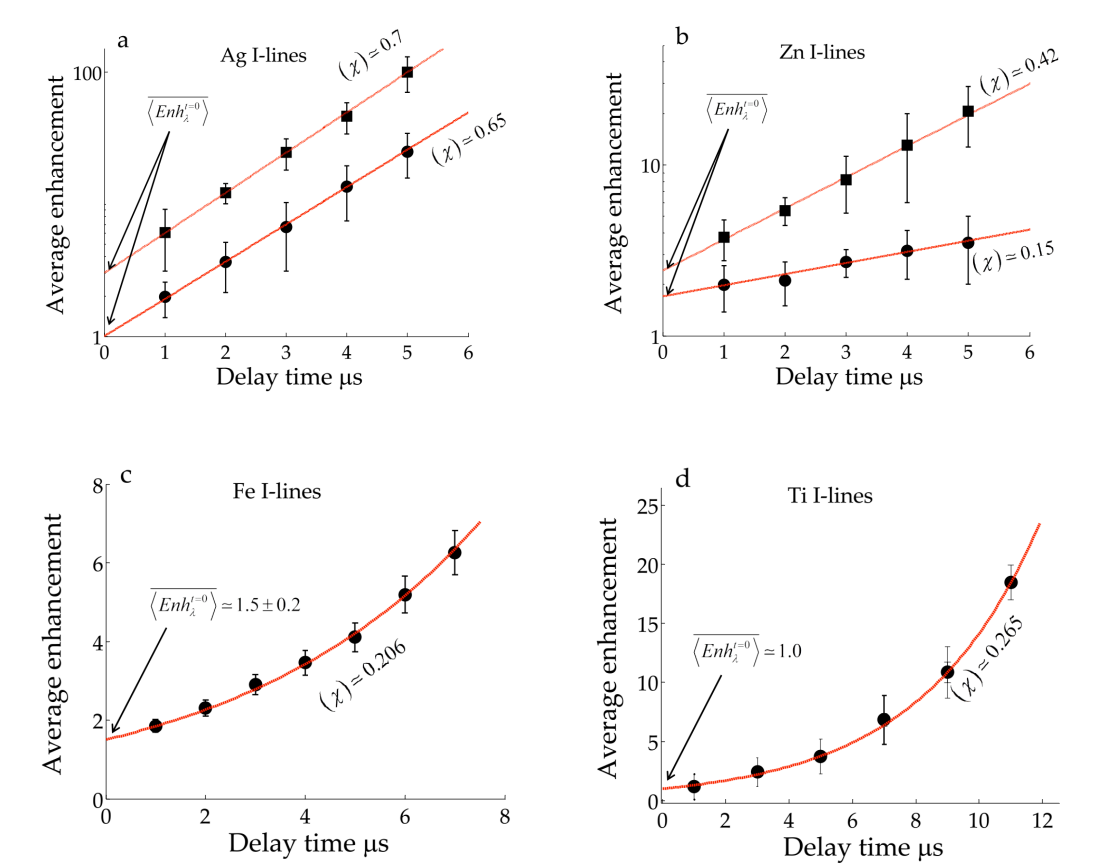 a
Ag I-lines
(χ)≃0.7
100
⟨Enh_λ^{t=0}⟩
(χ)≃0.65
Average enhancement
1
0 1 2 3 4 5 6
Delay time μs
b
Zn I-lines
(χ)≃0.42
⟨Enh_λ^{t=0}⟩
10
(χ)≃0.15
Average enhancement
1
0 1 2 3 4 5 6
Delay time μs
c
Fe I-lines
8
6
⟨Enh_λ^{t=0}⟩≃1.5±0.2
4
(χ)≃0.206
2
0
Average enhancement
0 2 4 6 8
Delay time μs
d
Ti I-lines
25
20
15
⟨Enh_λ^{t=0}⟩≃1.0
(χ)≃0.265
10
5
0
Average enhancement
0 2 4 6 8 10 12
Delay time μs